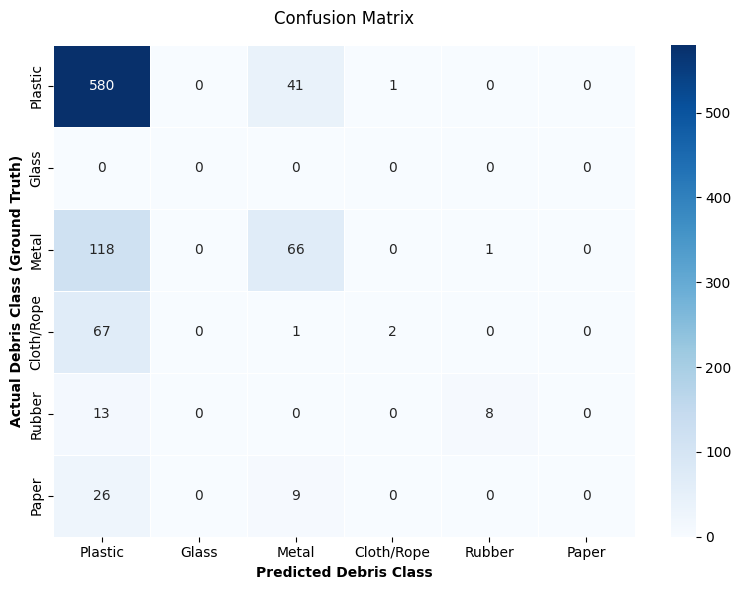 Confusion Matrix
Actual Debris Class (Ground Truth)
Plastic 580 0 41 1 0 0
Glass 0 0 0 0 0 0
Metal 118 0 66 0 1 0
Cloth/Rope 67 0 1 2 0 0
Rubber 13 0 0 0 8 0
Paper 26 0 9 0 0 0
Plastic Glass Metal Cloth/Rope Rubber Paper
Predicted Debris Class
500
400
300
200
100
0